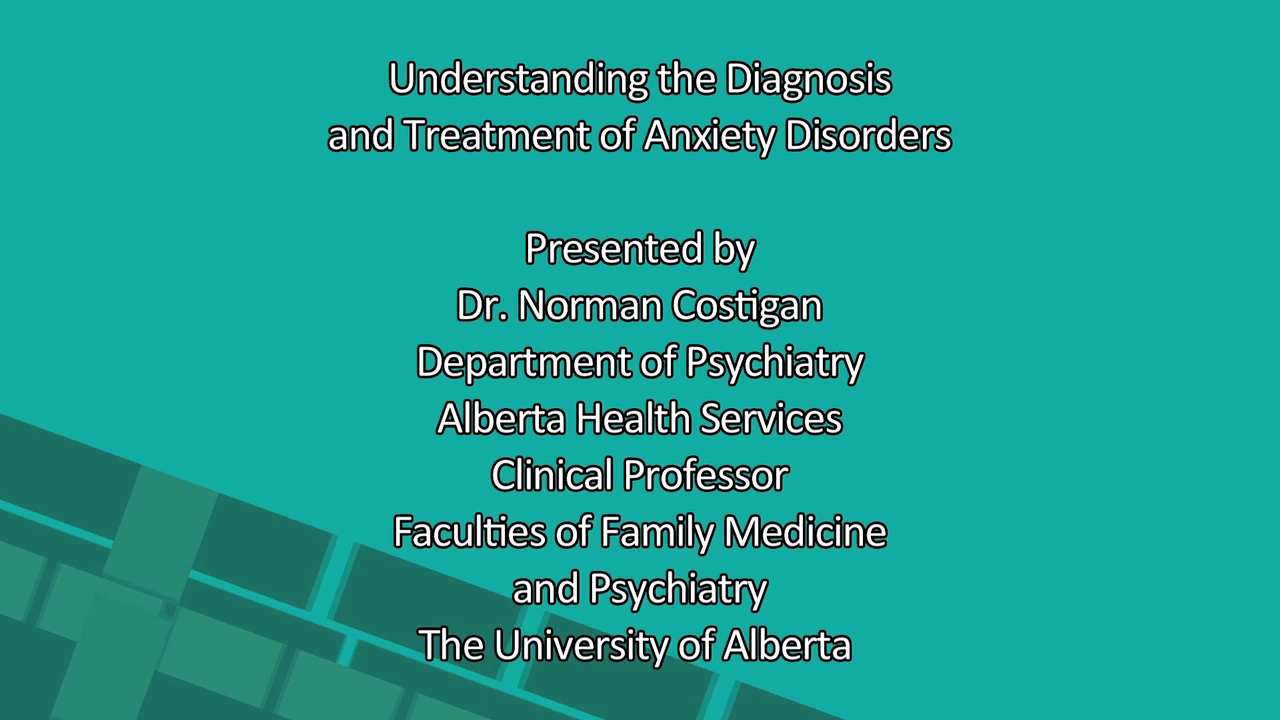 Understanding the Diagnosis
and Treatment of Anxiety Disorders
Presented by
Dr. Norman Costigan
Department of Psychiatry
Alberta Health Services
Clinical Professor
Faculties of Family Medicine
and Psychiatry
The University of Alberta